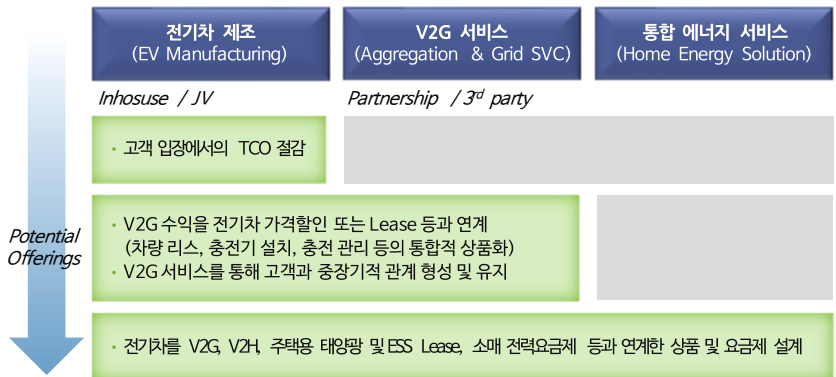 전기차 제조
(EV Manufacturing)
V2G 서비스
(Aggregation & Grid SVC)
통합 에너지 서비스
(Home Energy Solution)
Inhosuse / JV
Partnership / 3rd party
• 고객 입장에서의 TCO 절감
Potential
Offerings
• V2G 수익을 전기차 가격할인 또는 Lease 등과 연계
(차량 리스, 충전기 설치, 충전 관리 등의 통합적 상품화)
• V2G 서비스를 통해 고객과 중장기적 관계 형성 및 유지
• 전기차를 V2G, V2H, 주택용 태양광 및 ESS Lease, 소매 전력요금제 등과 연계한 상품 및 요금제 설계